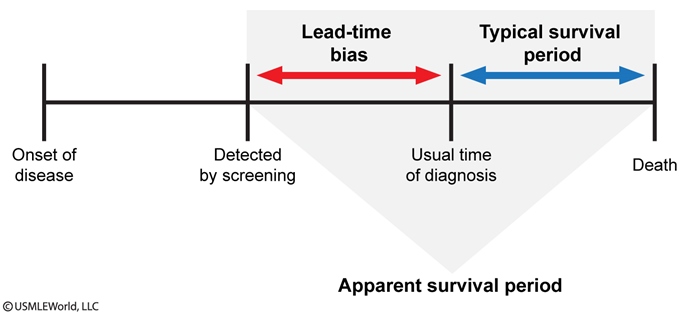 Lead-time
bias
Typical survival
period
Onset of
disease
Detected
by screening
Usual time
of diagnosis
Death
Apparent survival period
© USMLEWorld, LLC